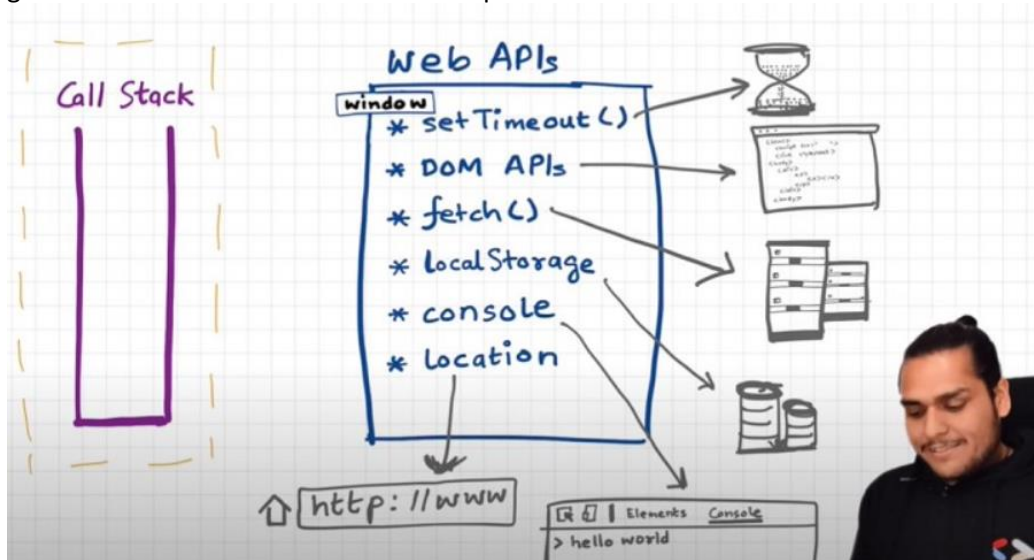 Call Stack
Web APIs
window
* setTimeout()
* DOM APIs
* fetch()
* localStorage
* console
* location
http://www
Elements Console
> hello world